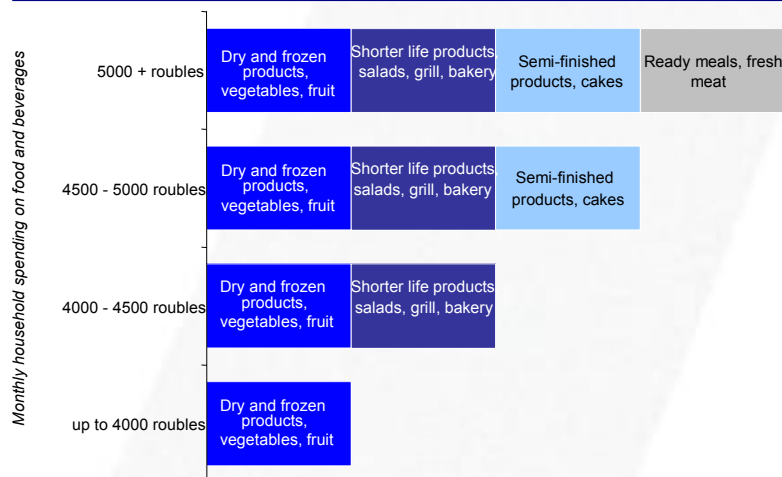 Monthly household spending on food and beverages
5000 + roubles
Dry and frozen
products,
vegetables, fruit
Shorter life products,
salads, grill, bakery
Semi-finished
products, cakes
Ready meals, fresh
meat
4500 - 5000 roubles
Dry and frozen
products,
vegetables, fruit
Shorter life products,
salads, grill, bakery
Semi-finished
products, cakes
4000 - 4500 roubles
Dry and frozen
products,
vegetables, fruit
Shorter life products,
salads, grill, bakery
up to 4000 roubles
Dry and frozen
products,
vegetables, fruit